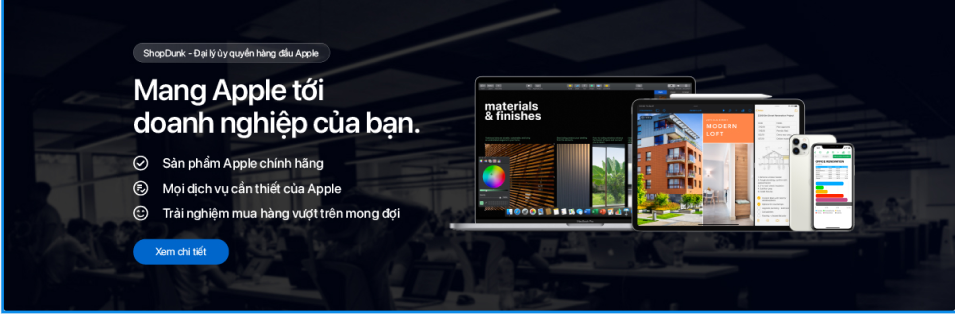 ShopDunk - Đại lý ủy quyền hàng đầu Apple
Mang Apple tới
doanh nghiệp của bạn.
Sản phẩm Apple chính hãng
Mọi dịch vụ cần thiết của Apple
Trải nghiệm mua hàng vượt trên mong đợi
Xem chi tiết
materials
& finishes
MODERN
LOFT